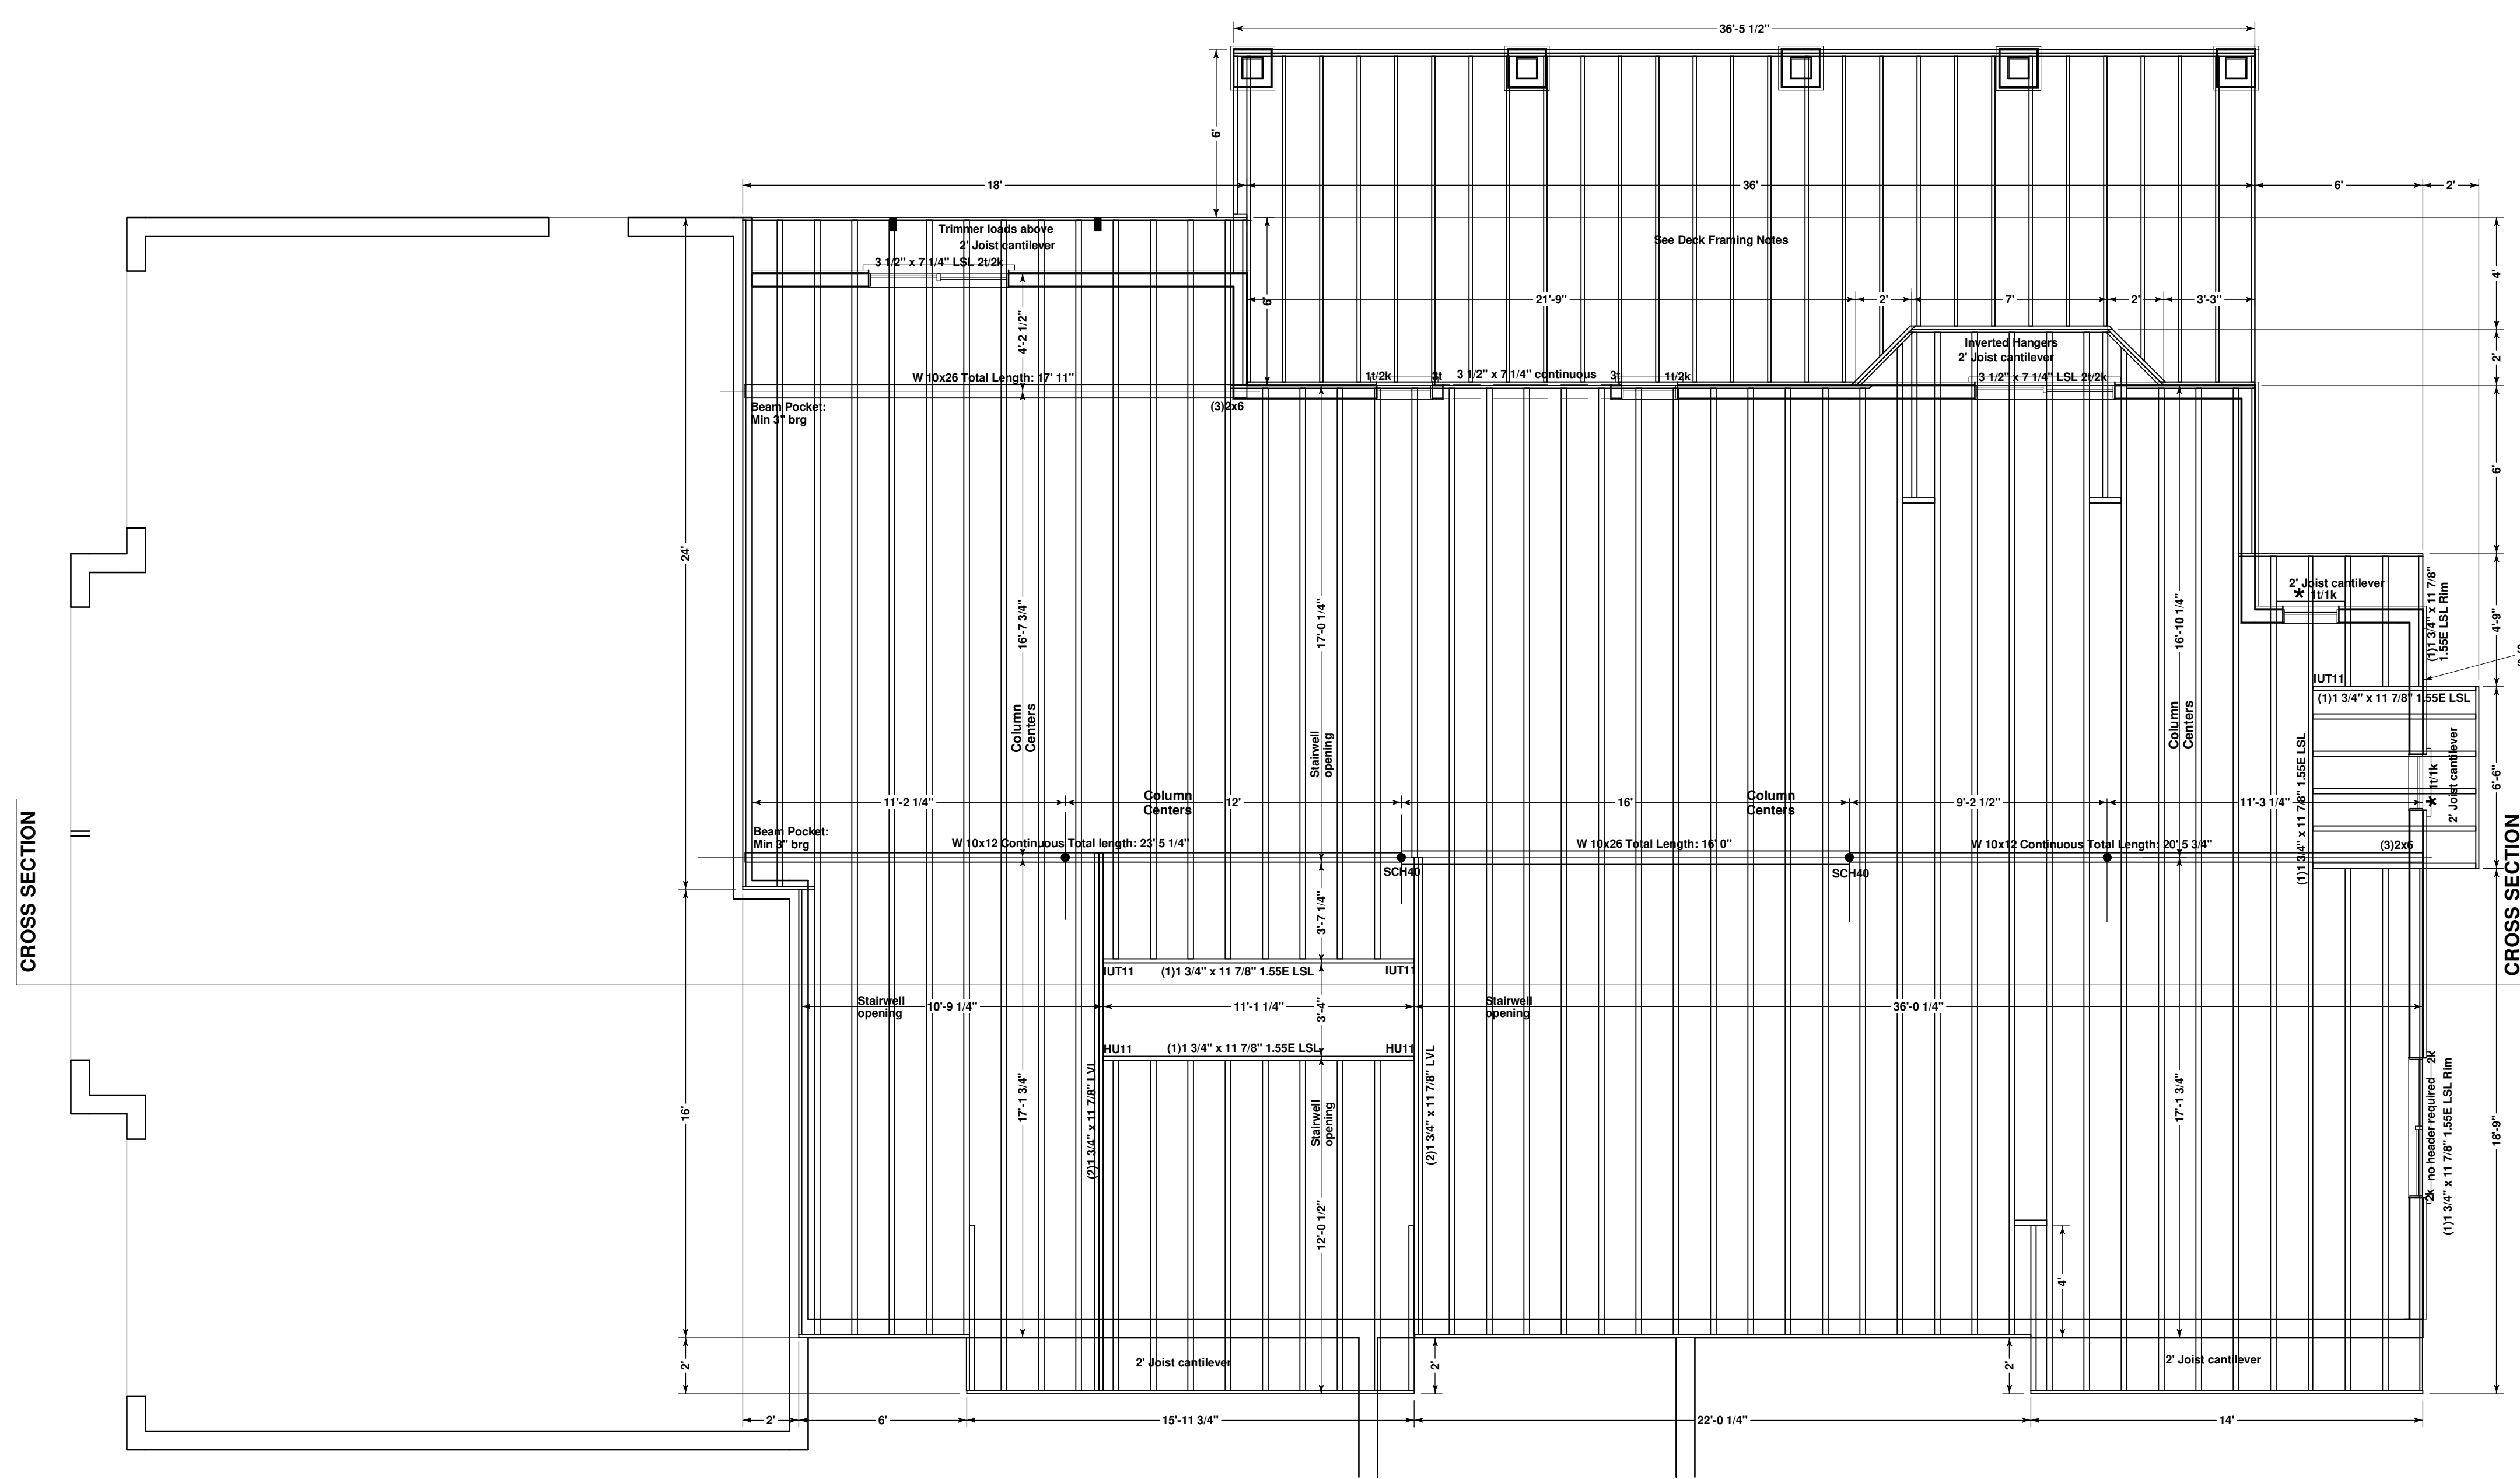 36'-5 1/2"
6'
18'
36'
6'
2'
Trimmer loads above
2' Joist cantilever
3 1/2" x 7 1/4" LSL 2t/2k
See Deck Framing Notes
4'
6'
21'-9"
2'
7'
2'
3'-3"
4'-2 1/2"
Inverted Hangers
2' Joist cantilever
2'
W 10x26 Total Length: 17' 11"
1t/2k
3t
3 1/2" x 7 1/4" continuous
3t
1t/2k
3 1/2" x 7 1/4" LSL 2t/2k
Beam Pocket:
Min 3" brg
(3)2x6
6'
24'
16'-7 3/4"
17'-0 1/4"
16'-10 1/4"
2' Joist cantilever
* 1t/1k
(1)1 3/4" x 11 7/8"
1.55E LSL Rim
4'-9"
IUT11
(1)1 3/4" x 11 7/8" 1.55E LSL
Column
Centers
Stairwell
opening
Column
Centers
(1)1 3/4" x 11 7/8" 1.55E LSL
* 1t/1k
2' Joist cantilever
6'-6"
11'-2 1/4"
Column
Centers
12'
16'
Column
Centers
9'-2 1/2"
11'-3 1/4"
Beam Pocket:
Min 3" brg
W 10x12 Continuous Total length: 23' 5 1/4"
W 10x26 Total Length: 16' 0"
W 10x12 Continuous Total Length: 20' 5 3/4"
(3)2x6
SCH40
SCH40
CROSS SECTION
CROSS SECTION
3'-7 1/4"
IUT11
(1)1 3/4" x 11 7/8" 1.55E LSL
IUT11
Stairwell
opening
10'-9 1/4"
11'-1 1/4"
3'-4"
Stairwell
opening
36'-0 1/4"
HU11
(1)1 3/4" x 11 7/8" 1.55E LSL
HU11
16'
17'-1 3/4"
(2)1 3/4" x 11 7/8" LVL
Stairwell
opening
(2)1 3/4" x 11 7/8" LVL
17'-1 3/4"
2k no header required 2k
(1)1 3/4" x 11 7/8" 1.55E LSL Rim
18'-9"
12'-0 1/2"
4'
2'
2' Joist cantilever
2'
2'
2' Joist cantilever
2'
6'
15'-11 3/4"
22'-0 1/4"
14'